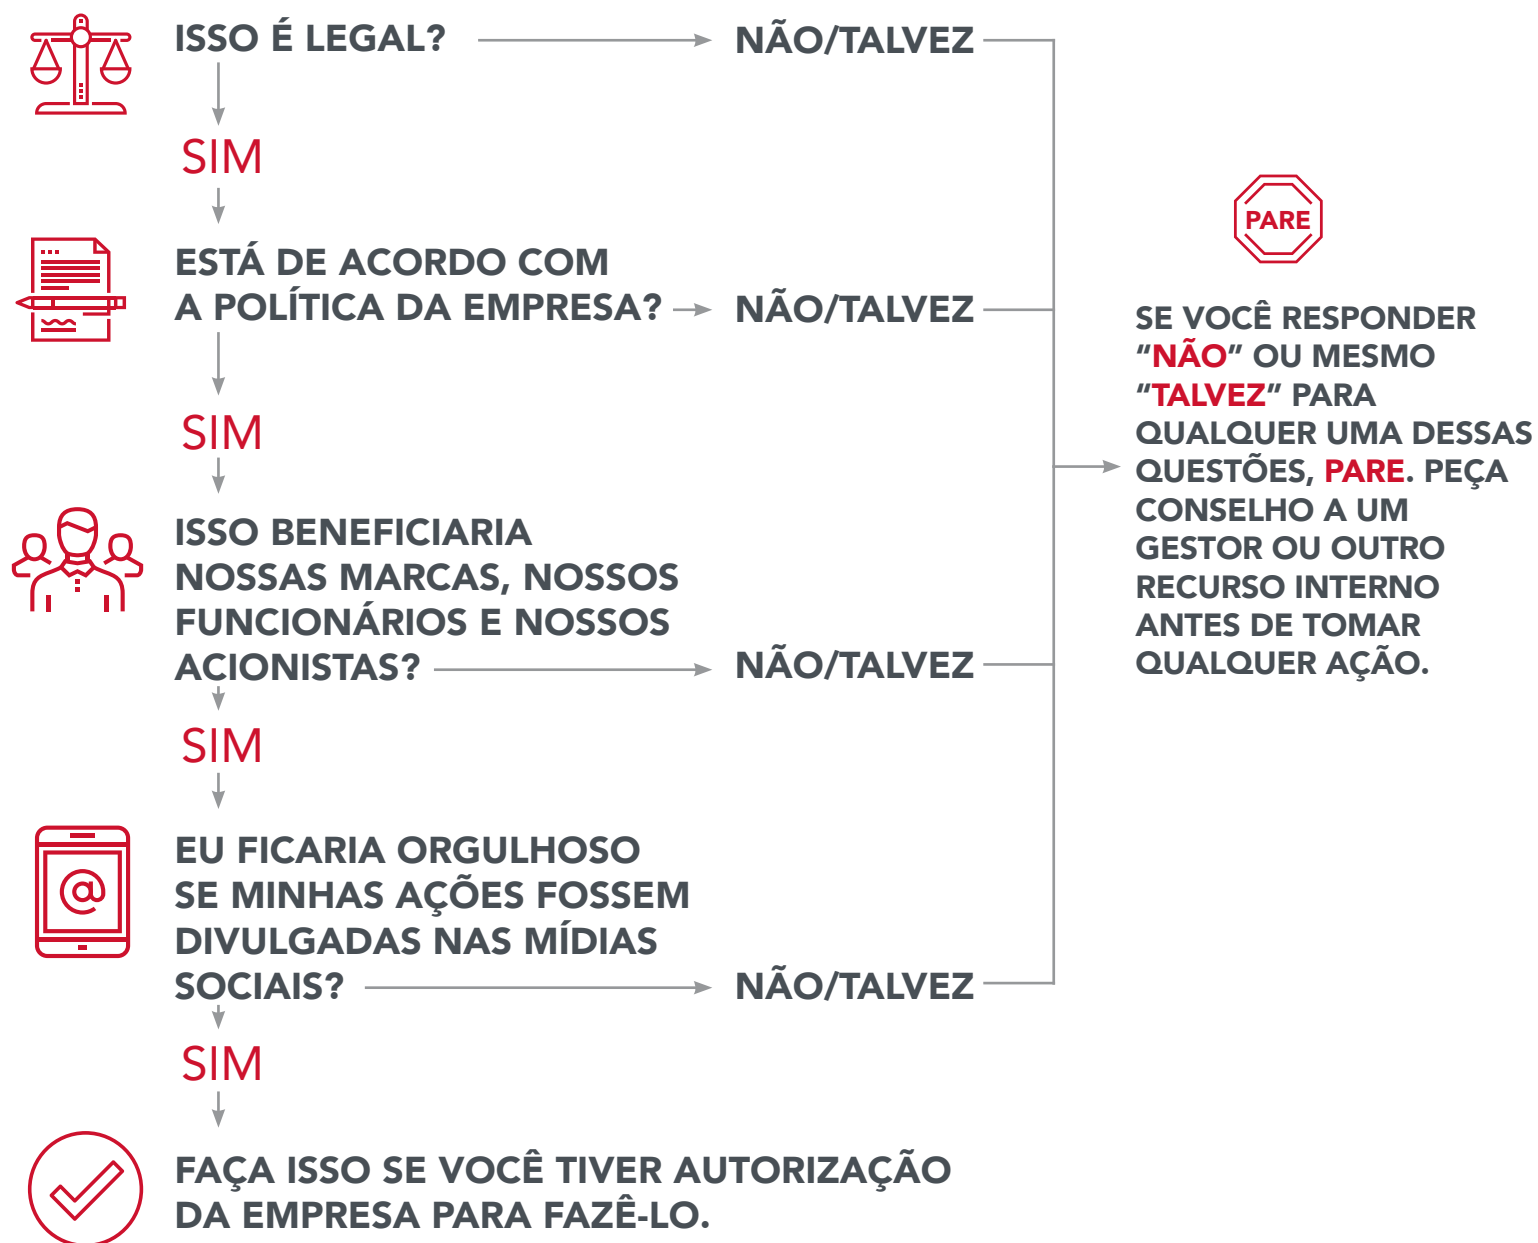 ISSO É LEGAL?
NÃO/TALVEZ
SIM
ESTÁ DE ACORDO COM
A POLÍTICA DA EMPRESA?
NÃO/TALVEZ
SIM
ISSO BENEFICIARIA
NOSSAS MARCAS, NOSSOS
FUNCIONÁRIOS E NOSSOS
ACIONISTAS?
NÃO/TALVEZ
SIM
@
EU FICARIA ORGULHOSO
SE MINHAS AÇÕES FOSSEM
DIVULGADAS NAS MÍDIAS
SOCIAIS?
NÃO/TALVEZ
SIM
FAÇA ISSO SE VOCÊ TIVER AUTORIZAÇÃO
DA EMPRESA PARA FAZÊ-LO.
PARE
SE VOCÊ RESPONDER
“NÃO” OU MESMO
“TALVEZ” PARA
QUALQUER UMA DESSAS
QUESTÕES, PARE. PEÇA
CONSELHO A UM
GESTOR OU OUTRO
RECURSO INTERNO
ANTES DE TOMAR
QUALQUER AÇÃO.